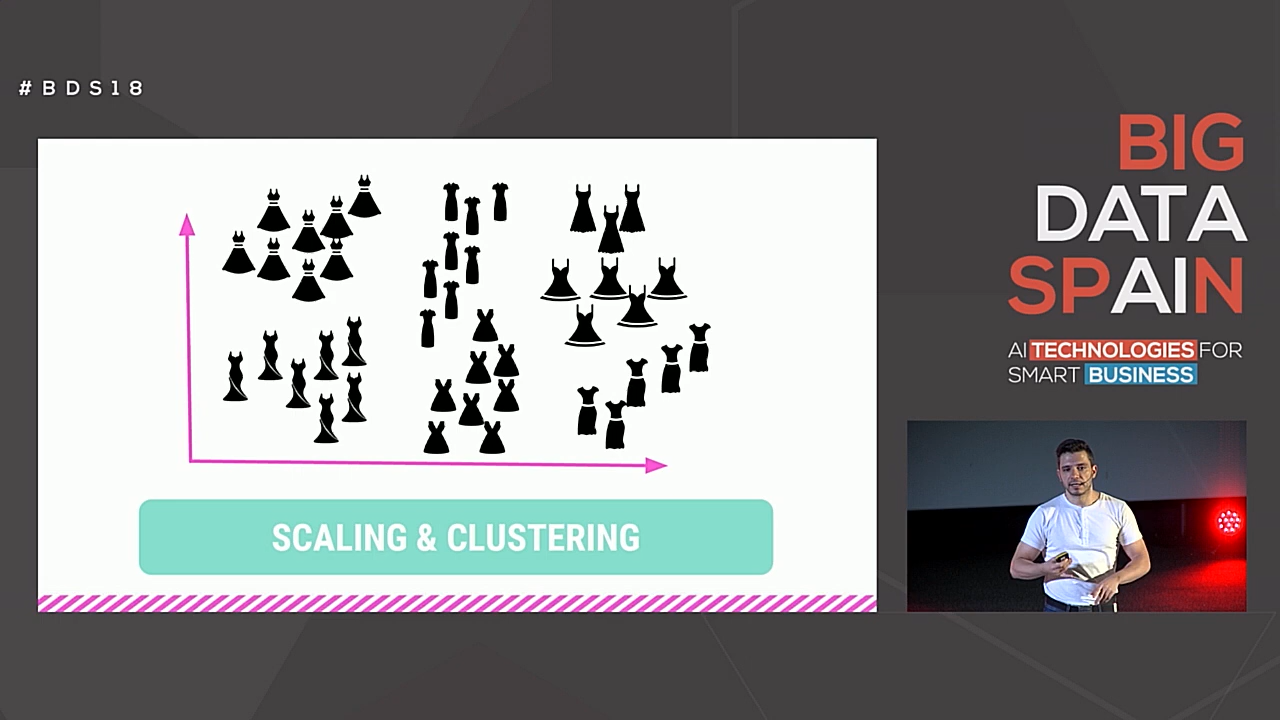 #BDS18
BIG
DATA
SPAIN
AI TECHNOLOGIES FOR
SMART BUSINESS
SCALING & CLUSTERING